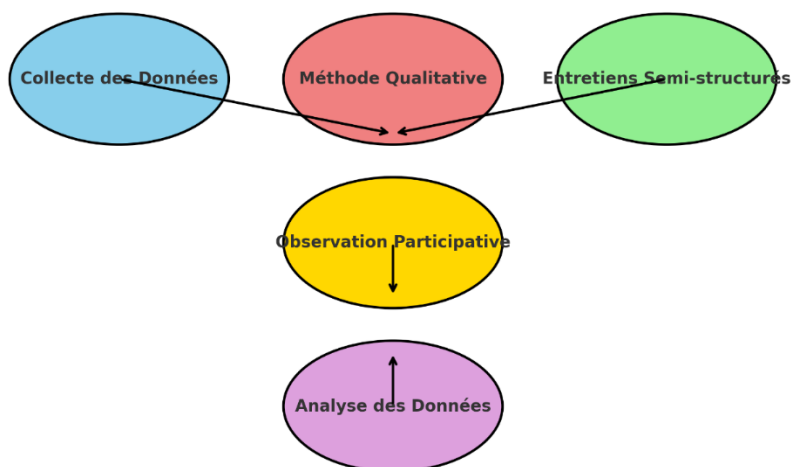 Collecte des Données
Méthode Qualitative
Entretiens Semi-structurés
Observation Participative
Analyse des Données